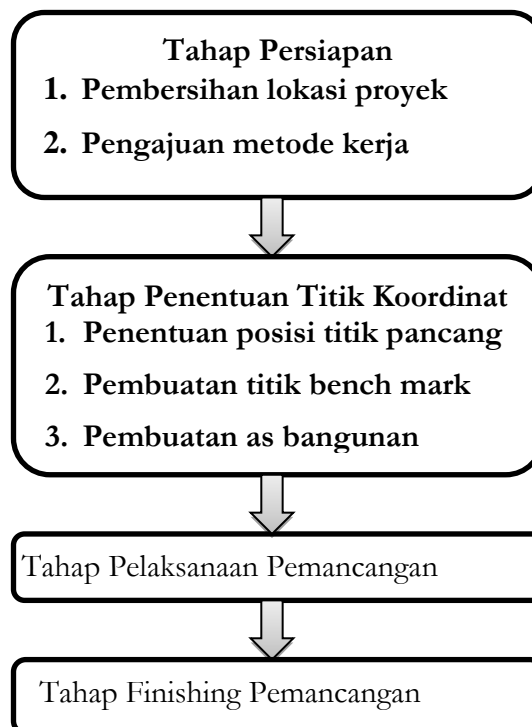 Tahap Persiapan
1. Pembersihan lokasi proyek
2. Pengajuan metode kerja
Tahap Penentuan Titik Koordinat
1. Penentuan posisi titik pancang
2. Pembuatan titik bench mark
3. Pembuatan as bangunan
Tahap Pelaksanaan Pemancangan
Tahap Finishing Pemancangan